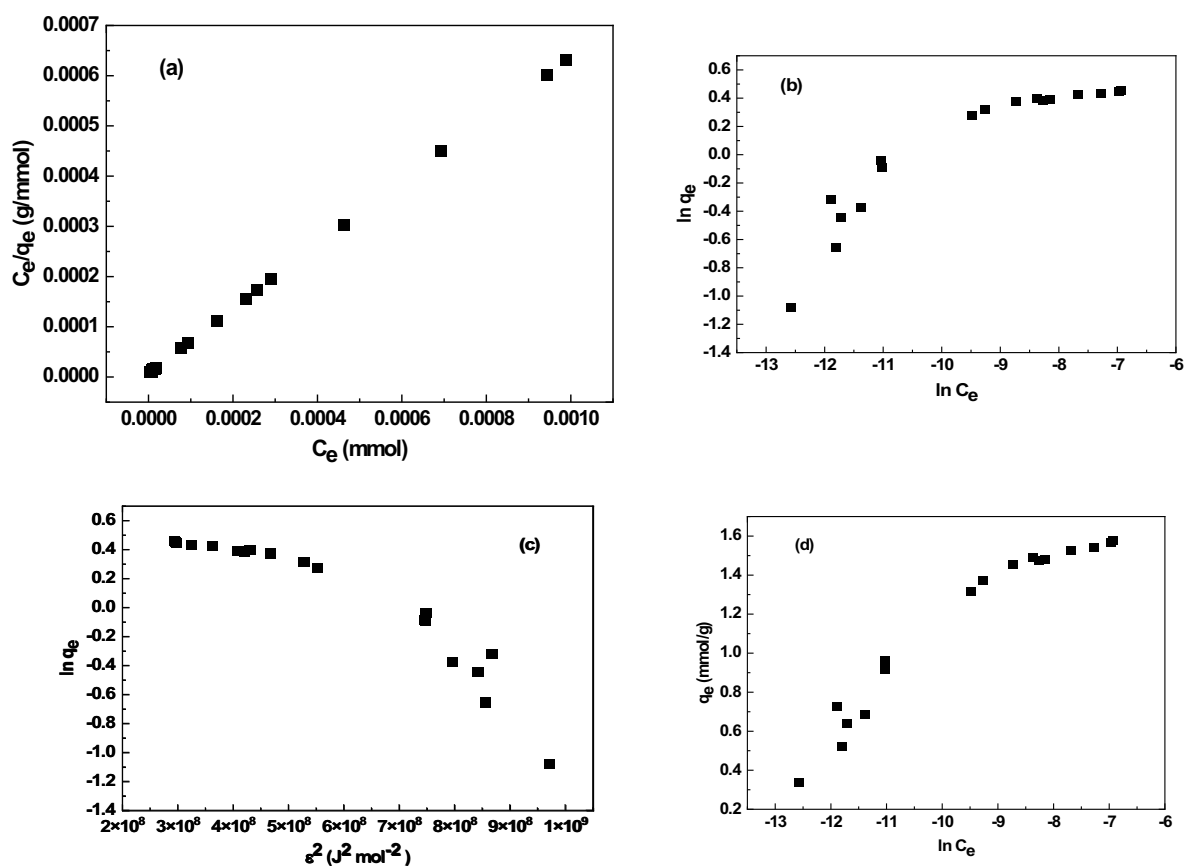 (a)
0.0007
0.0006
0.0005
0.0004
0.0003
0.0002
0.0001
0.0000
Ce/qe (g/mmol)
0.0000 0.0002 0.0004 0.0006 0.0008 0.0010
Ce (mmol)
(b)
0.6
0.4
0.2
0.0
-0.2
-0.4
-0.6
-0.8
-1.0
-1.2
-1.4
ln qe
-13 -12 -11 -10 -9 -8 -7 -6
ln Ce
(c)
0.6
0.4
0.2
0.0
-0.2
-0.4
-0.6
-0.8
-1.0
-1.2
-1.4
ln qe
2×10⁸ 3×10⁸ 4×10⁸ 5×10⁸ 6×10⁸ 7×10⁸ 8×10⁸ 9×10⁸ 1×10⁹
ε² (J² mol⁻²)
(d)
1.6
1.4
1.2
1.0
0.8
0.6
0.4
0.2
qe (mmol/g)
-13 -12 -11 -10 -9 -8 -7 -6
ln Ce